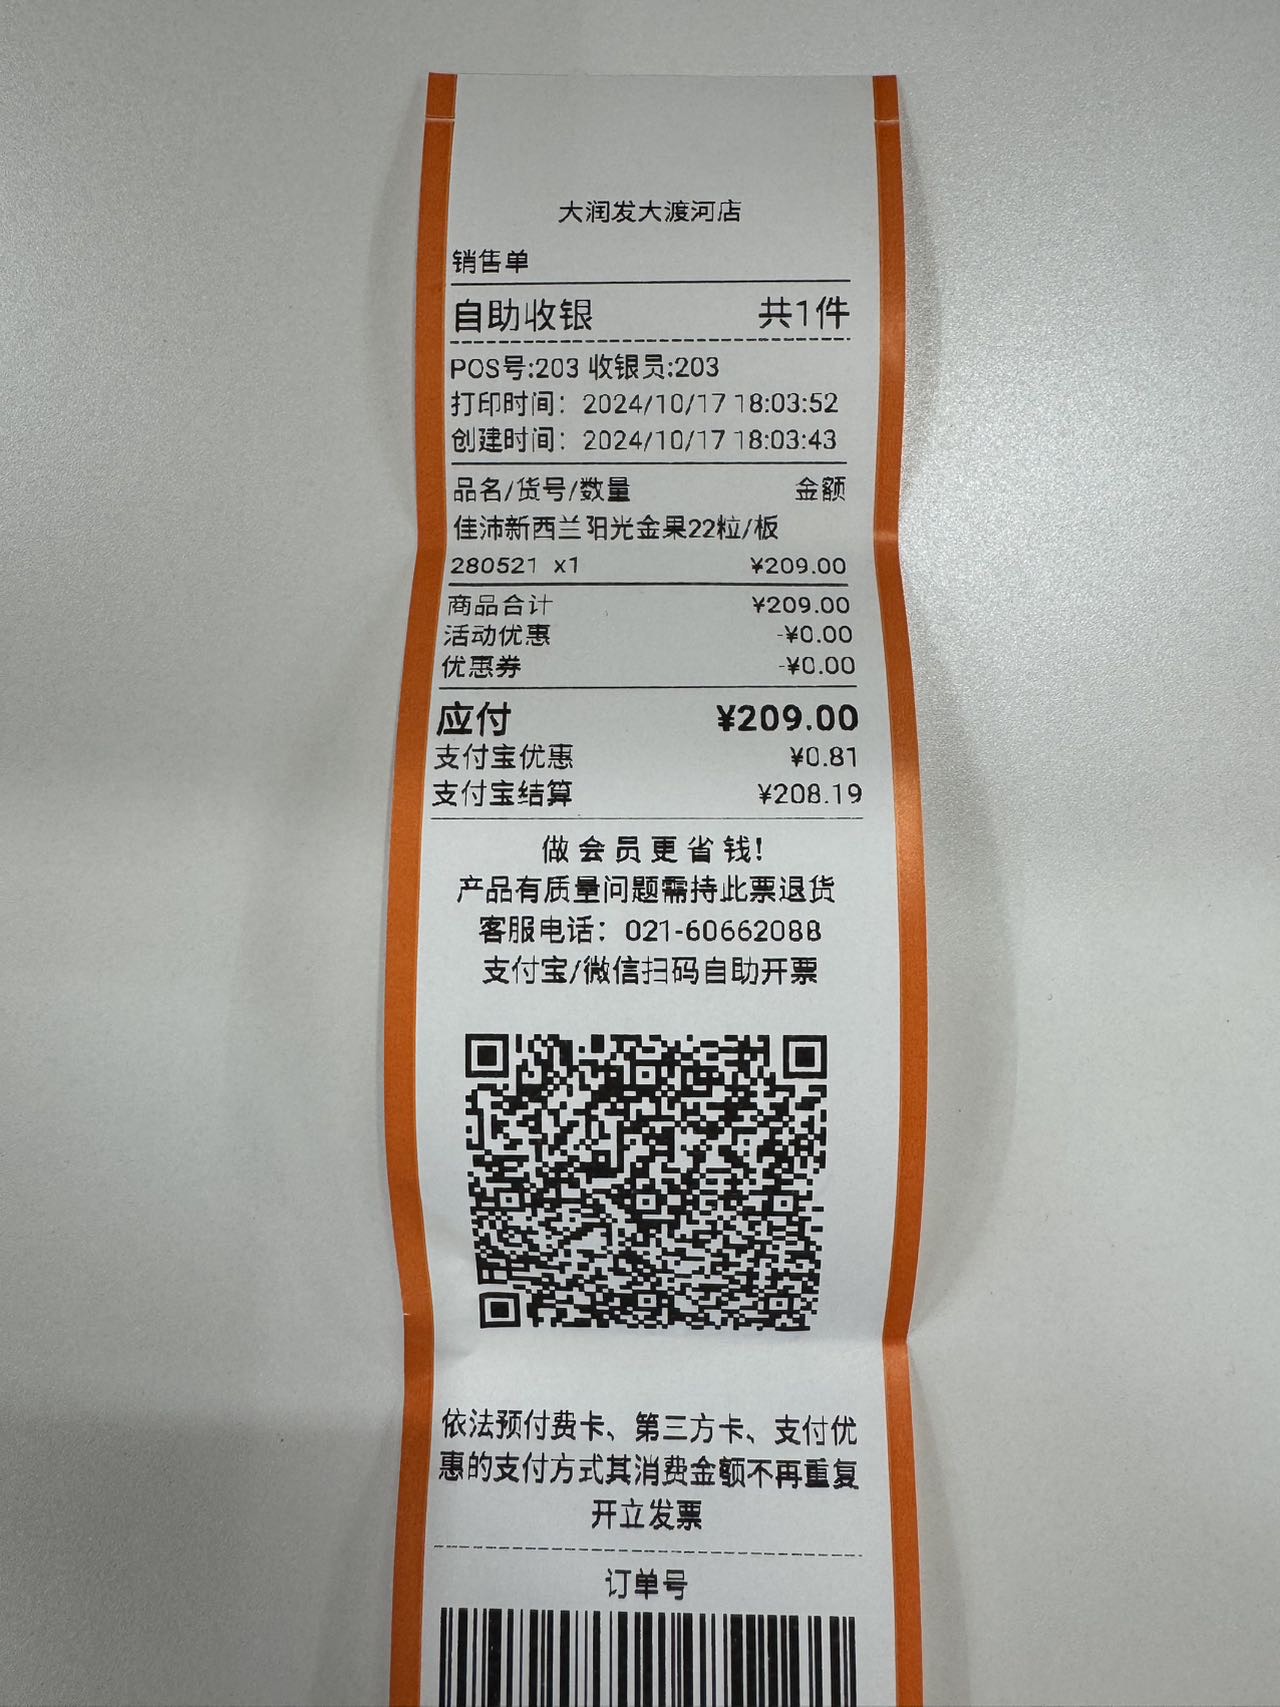 大润发大渡河店
销售单
自助收银 共1件
POS号:203 收银员:203
打印时间：2024/10/17 18:03:52
创建时间：2024/10/17 18:03:43
品名/货号/数量 金额
佳沛新西兰阳光金果22粒/板
280521 x1 ¥209.00
商品合计 ¥209.00
活动优惠 -¥0.00
优惠券 -¥0.00
应付 ¥209.00
支付宝优惠 ¥0.81
支付宝结算 ¥208.19
做会员更省钱!
产品有质量问题需持此票退货
客服电话：021-60662088
支付宝/微信扫码自助开票
依法预付费卡、第三方卡、支付优
惠的支付方式其消费金额不再重复
开立发票
订单号